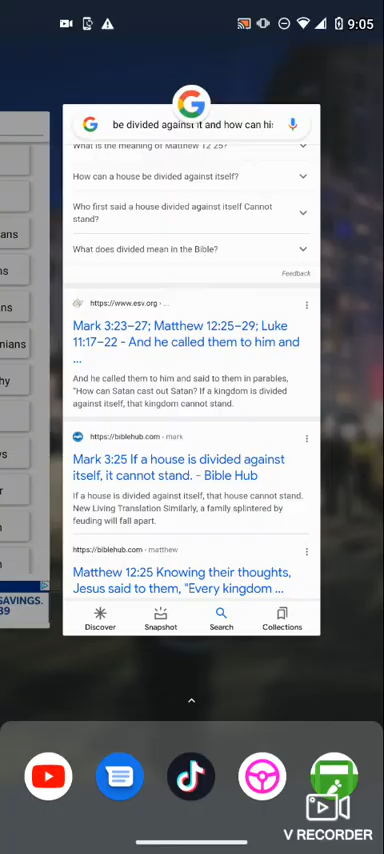 9:05
be divided against it and how can his
What is the meaning of Matthew 12 25?
How can a house be divided against itself?
Who first said a house divided against itself Cannot
stand?
What does divided mean in the Bible?
Feedback
https://www.esv.org › ...
Mark 3:23–27; Matthew 12:25–29; Luke
11:17–22 - And he called them to him and
...
And he called them to him and said to them in parables,
"How can Satan cast out Satan? If a kingdom is divided
against itself, that kingdom cannot stand.
https://biblehub.com › mark
Mark 3:25 If a house is divided against
itself, it cannot stand. - Bible Hub
If a house is divided against itself, that house cannot stand.
New Living Translation Similarly, a family splintered by
feuding will fall apart.
https://biblehub.com › matthew
Matthew 12:25 Knowing their thoughts,
Jesus said to them, "Every kingdom ...
Discover
Snapshot
Search
Collections
ans
ns
ns
nians
hy
s
r
n
n
SAVINGS.
39
V RECORDER